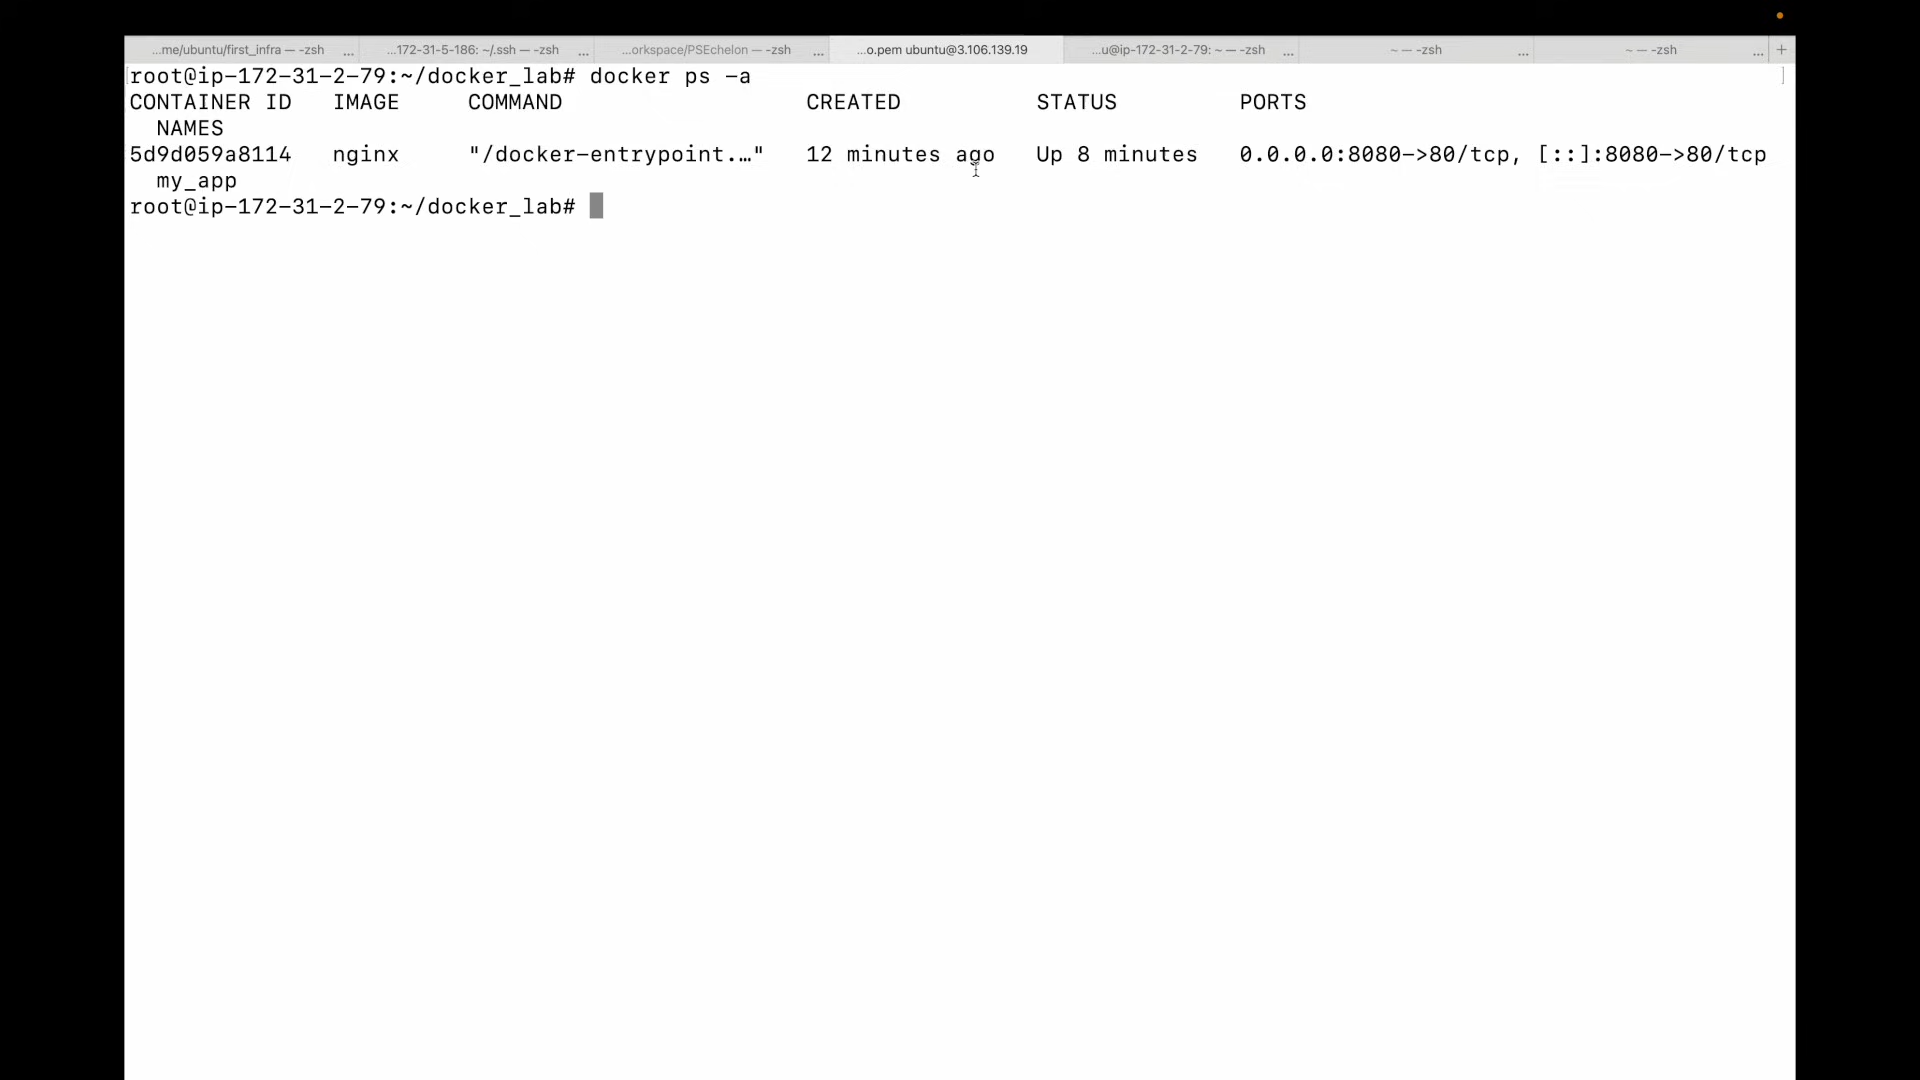 ...me/ubuntu/first_infra — -zsh ... ...172-31-5-186: ~/.ssh — -zsh ... ...orkspace/PSEchelon — -zsh ... ...o.pem ubuntu@3.106.139.19 ...u@ip-172-31-2-79: ~ — -zsh ... ~ — -zsh ... ~ — -zsh ... +
[root@ip-172-31-2-79:~/docker_lab# docker ps -a ]
CONTAINER ID   IMAGE     COMMAND                  CREATED          STATUS         PORTS
  NAMES
5d9d059a8114   nginx     "/docker-entrypoint.…"   12 minutes ago   Up 8 minutes   0.0.0.0:8080->80/tcp, [::]:8080->80/tcp
  my_app
root@ip-172-31-2-79:~/docker_lab#